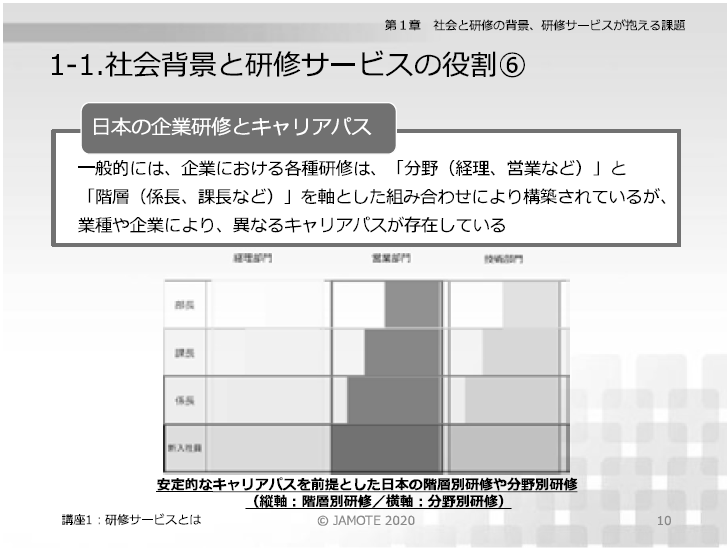 第１章　社会と研修の背景、研修サービスが抱える課題
1-1.社会背景と研修サービスの役割⑥
日本の企業研修とキャリアパス
一般的には、企業における各種研修は、「分野（経理、営業など）」と
「階層（係長、課長など）」を軸とした組み合わせにより構築されているが、
業種や企業により、異なるキャリアパスが存在している
経理部門　営業部門　技術部門
部長
課長
係長
新入社員
安定的なキャリアパスを前提とした日本の階層別研修や分野別研修
（縦軸：階層別研修／横軸：分野別研修）
講座1：研修サービスとは　© JAMOTE 2020　10